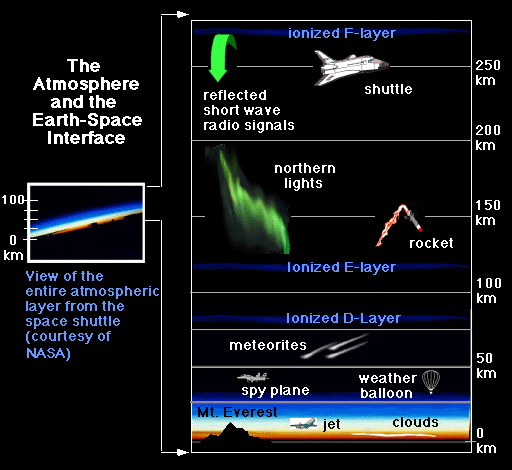 The
Atmosphere
and the
Earth-Space
Interface
100
0
km
View of the
entire atmospheric
layer from the
space shuttle
(courtesy of
NASA)
ionized F-layer
250
km
shuttle
reflected
short wave
radio signals
200
km
northern
lights
150
km
rocket
Ionized E-layer
100
km
Ionized D-Layer
meteorites
50
km
spy plane
weather
balloon
Mt. Everest
jet
clouds
0
km